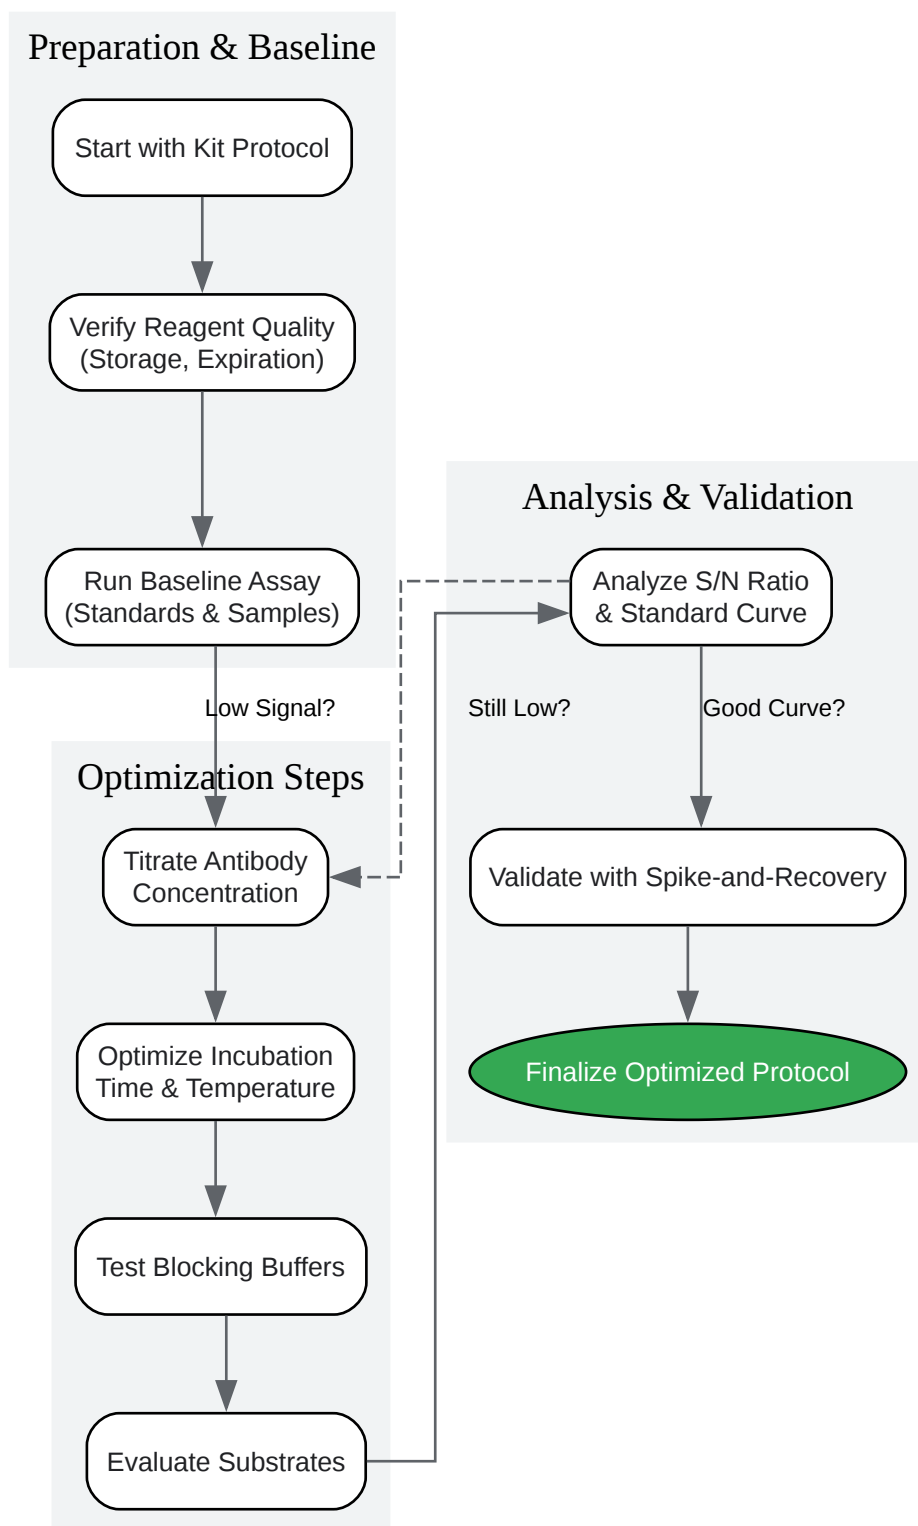 Preparation & Baseline
Start with Kit Protocol
Verify Reagent Quality
(Storage, Expiration)
Run Baseline Assay
(Standards & Samples)
Low Signal?
Optimization Steps
Titrate Antibody
Concentration
Optimize Incubation
Time & Temperature
Test Blocking Buffers
Evaluate Substrates
Analysis & Validation
Analyze S/N Ratio
& Standard Curve
Still Low?
Good Curve?
Validate with Spike-and-Recovery
Finalize Optimized Protocol